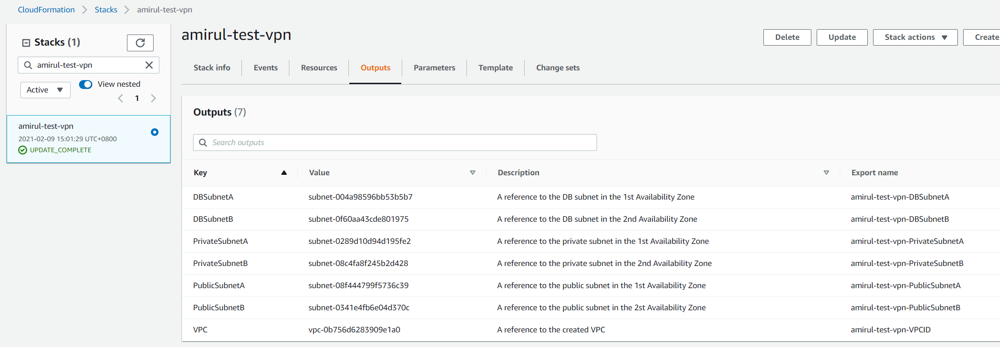 CloudFormation > Stacks > amirul-test-vpn
Stacks (1)
amirul-test-vpn
Active
View nested
1
amirul-test-vpn
2021-02-09 15:01:29 UTC+0800
UPDATE_COMPLETE
amirul-test-vpn
Delete Update Stack actions Create
Stack info Events Resources Outputs Parameters Template Change sets
Outputs (7)
Search outputs
Key Value Description Export name
DBSubnetA subnet-004a98596bb53b5b7 A reference to the DB subnet in the 1st Availability Zone amirul-test-vpn-DBSubnetA
DBSubnetB subnet-0f60aa43cde801975 A reference to the DB subnet in the 2nd Availability Zone amirul-test-vpn-DBSubnetB
PrivateSubnetA subnet-0289d10d94d195fe2 A reference to the private subnet in the 1st Availability Zone amirul-test-vpn-PrivateSubnetA
PrivateSubnetB subnet-08c4fa8f245b2d428 A reference to the private subnet in the 2nd Availability Zone amirul-test-vpn-PrivateSubnetB
PublicSubnetA subnet-08f444799f5736c39 A reference to the public subnet in the 1st Availability Zone amirul-test-vpn-PublicSubnetA
PublicSubnetB subnet-0341e4fb6e04d370c A reference to the public subnet in the 2st Availability Zone amirul-test-vpn-PublicSubnetB
VPC vpc-0b756d6283909e1a0 A reference to the created VPC amirul-test-vpn-VPCID